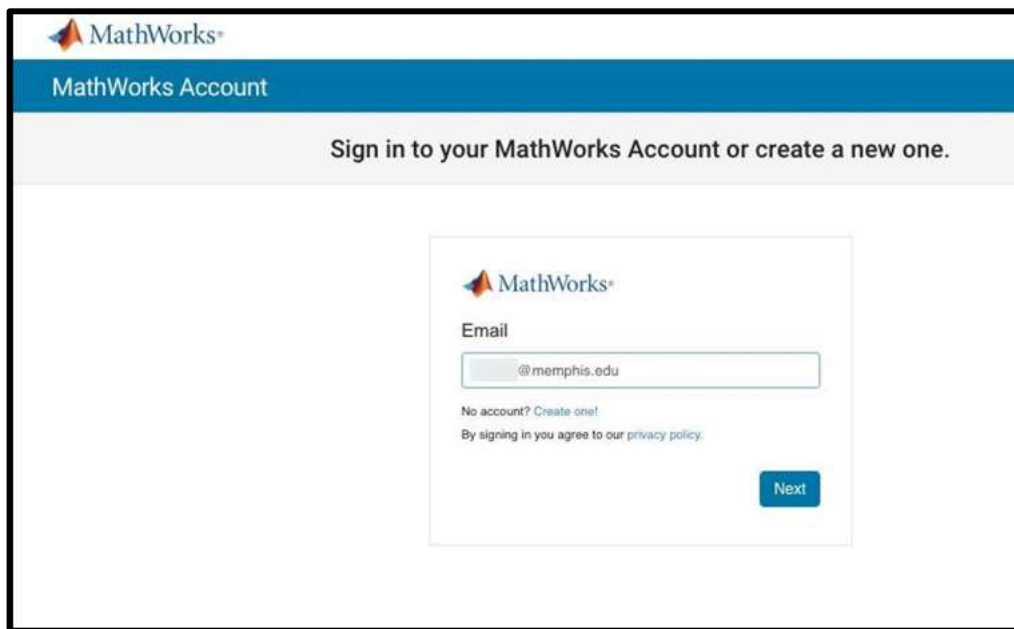 MathWorks®
MathWorks Account
Sign in to your MathWorks Account or create a new one.
MathWorks®
Email
@memphis.edu
No account? Create one!
By signing in you agree to our privacy policy.
Next